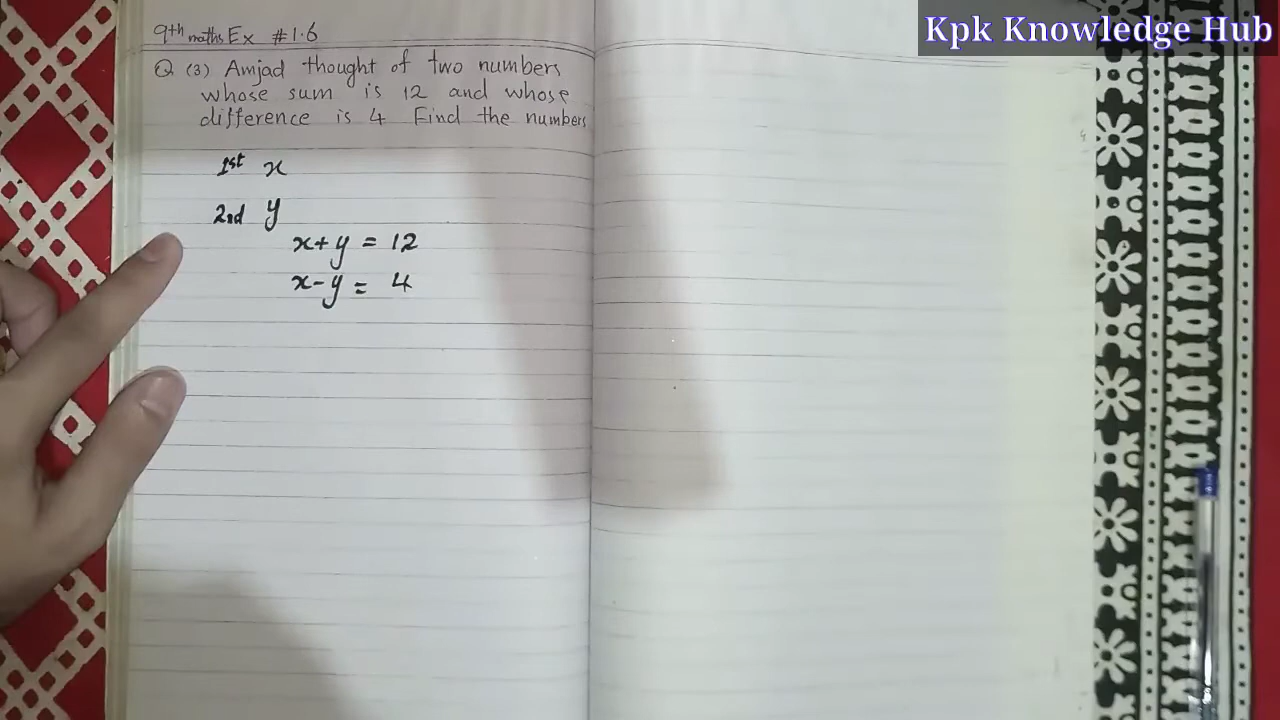 Kpk Knowledge Hub
9th maths Ex #1.6
Q (3) Amjad thought of two numbers
whose sum is 12 and whose
difference is 4 Find the numbers
1st x
2nd y
x+y = 12
x-y = 4